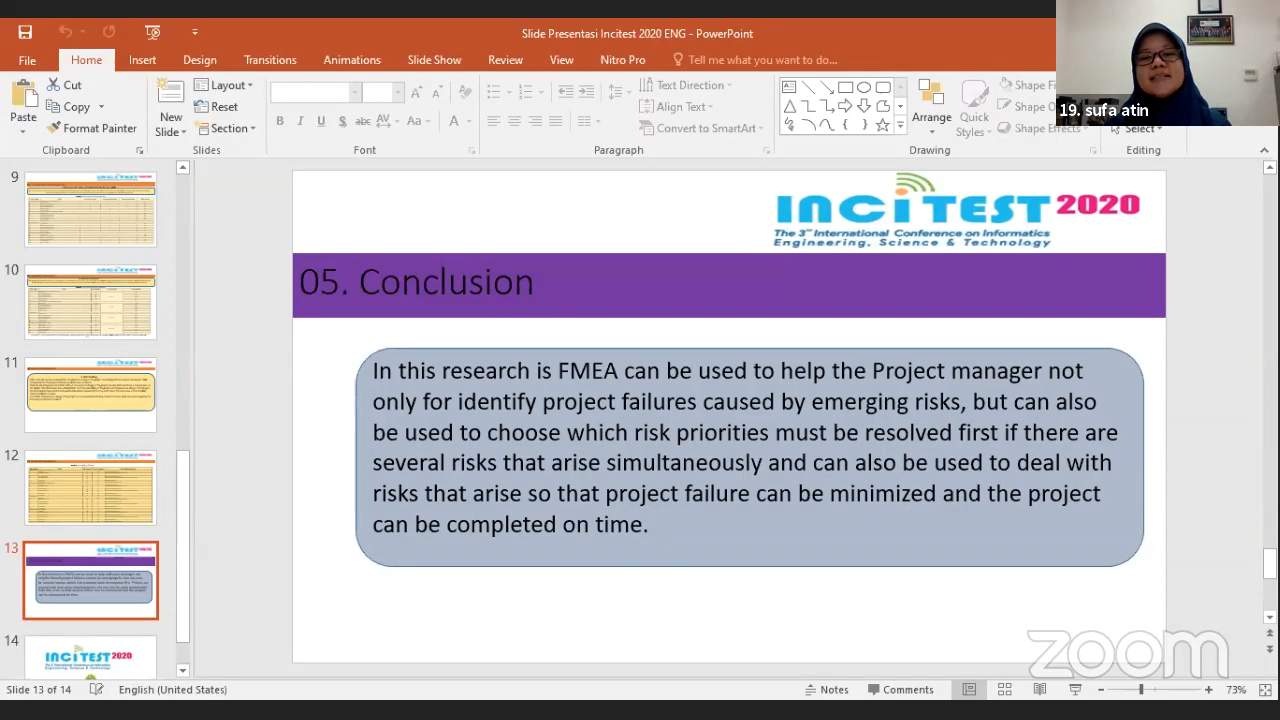 Slide Presentasi Incitest 2020 ENG - PowerPoint
File Home Insert Design Transitions Animations Slide Show Review View Nitro Pro Tell me what you want to do...
Paste
Cut
Copy
Format Painter
Clipboard
New
Slide
Layout
Reset
Section
Slides
B I U S abc AV Aa A
Font
Text Direction
Align Text
Convert to SmartArt
Paragraph
Arrange
Quick
Styles
Shape
Shape
Shape Effects
Drawing
Select
Editing
19. sufa atin
9
10
11
12
13
14
INCITEST 2020
INCITEST 2020
The 3rd International Conference on Informatics
Engineering, Science & Technology
05. Conclusion
In this research is FMEA can be used to help the Project manager not
only for identify project failures caused by emerging risks, but can also
be used to choose which risk priorities must be resolved first if there are
several risks that arise simultaneously and can also be used to deal with
risks that arise so that project failure can be minimized and the project
can be completed on time.
zoom
Slide 13 of 14 English (United States) Notes Comments 73%